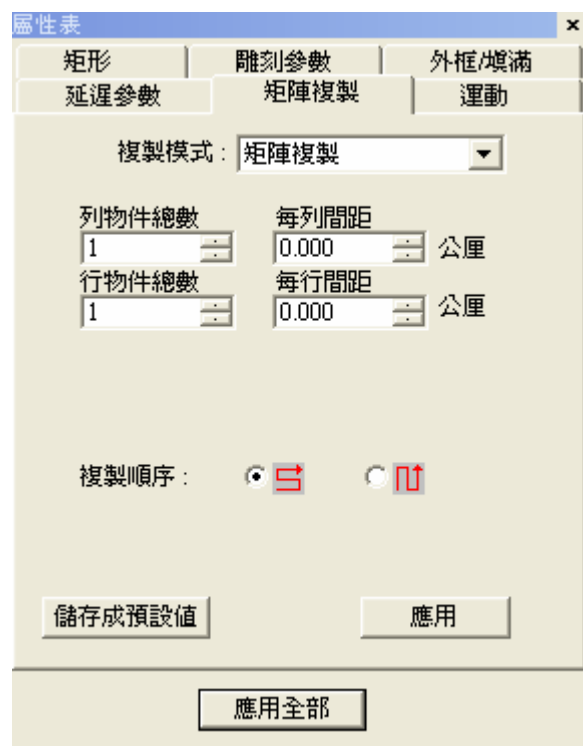 屬性表
矩形 雕刻參數 外框/填滿
延遲參數 矩陣複製 運動
複製模式 : 矩陣複製
列物件總數 每列間距
1 0.000 公厘
行物件總數 每行間距
1 0.000 公厘
複製順序 :
儲存成預設值 應用
應用全部